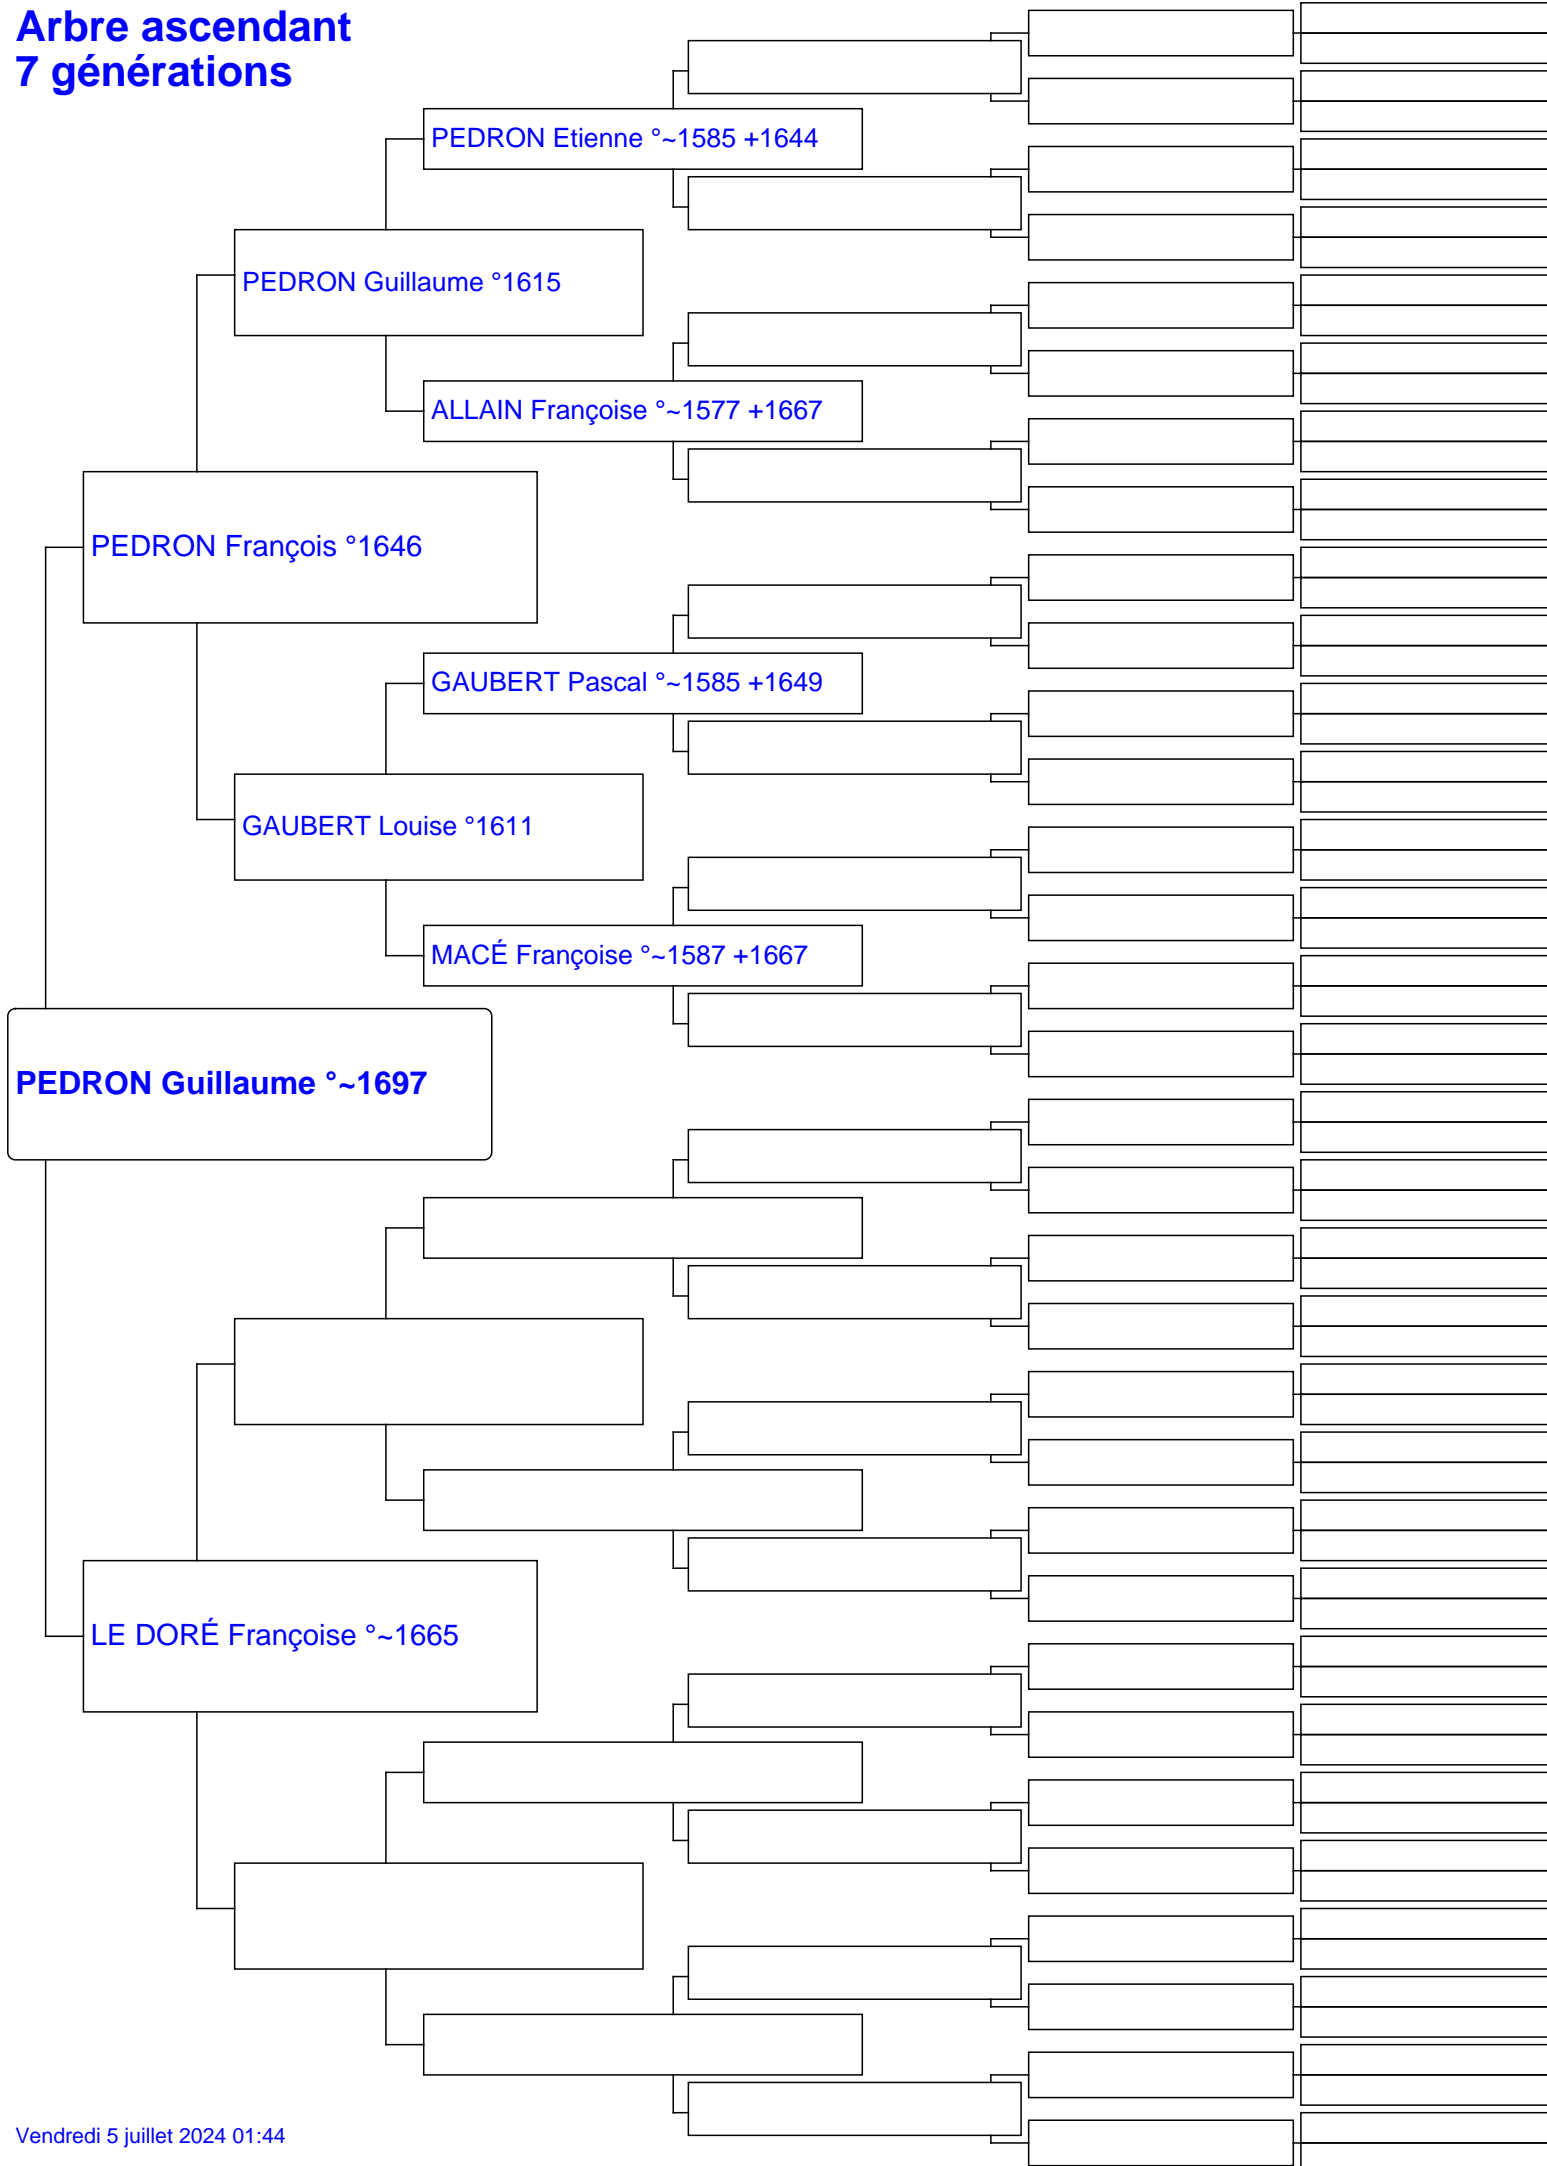 Arbre ascendant
7 générations
PEDRON Etienne °~1585 +1644
PEDRON Guillaume °1615
ALLAIN Françoise °~1577 +1667
PEDRON François °1646
GAUBERT Pascal °~1585 +1649
GAUBERT Louise °1611
MACÉ Françoise °~1587 +1667
PEDRON Guillaume °~1697
LE DORÉ Françoise °~1665
Vendredi 5 juillet 2024 01:44